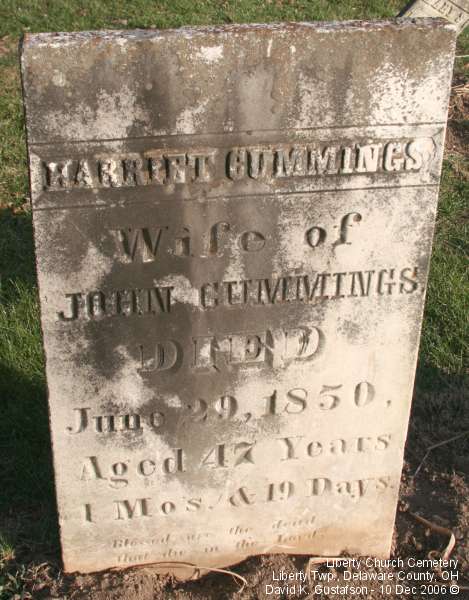 HARRIET CUMMINGS
Wife of
JOHN CUMMINGS
DIED
June 29, 1850,
Aged 47 Years
1 Mos. & 19 Days.
Blessed are the dead
that die in the Lord.
Liberty Church Cemetery
Liberty Twp., Delaware County, OH
David K. Gustafson - 10 Dec 2006 ©